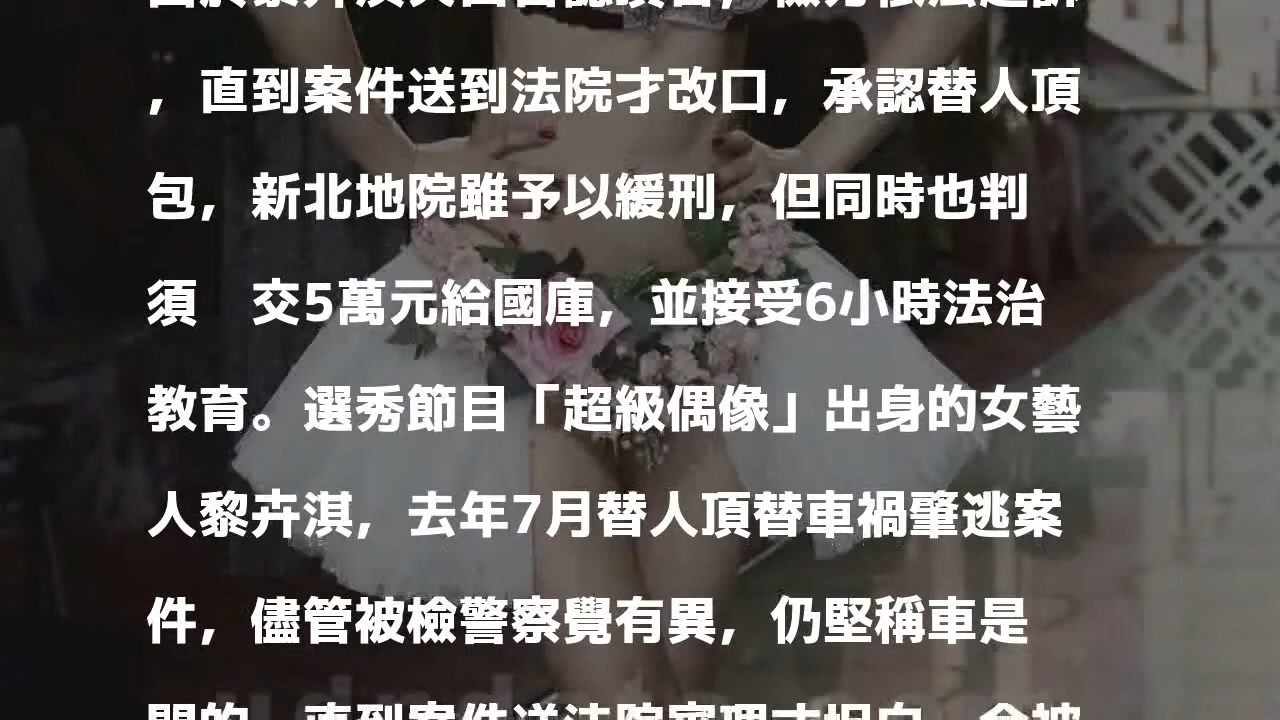 ，直到案件送到法院才改口，承認替人頂
包，新北地院雖予以緩刑，但同時也判
須　交5萬元給國庫，並接受6小時法治
教育。選秀節目「超級偶像」出身的女藝
人黎卉淇，去年7月替人頂替車禍肇逃案
件，儘管被檢警察覺有異，仍堅稱車是